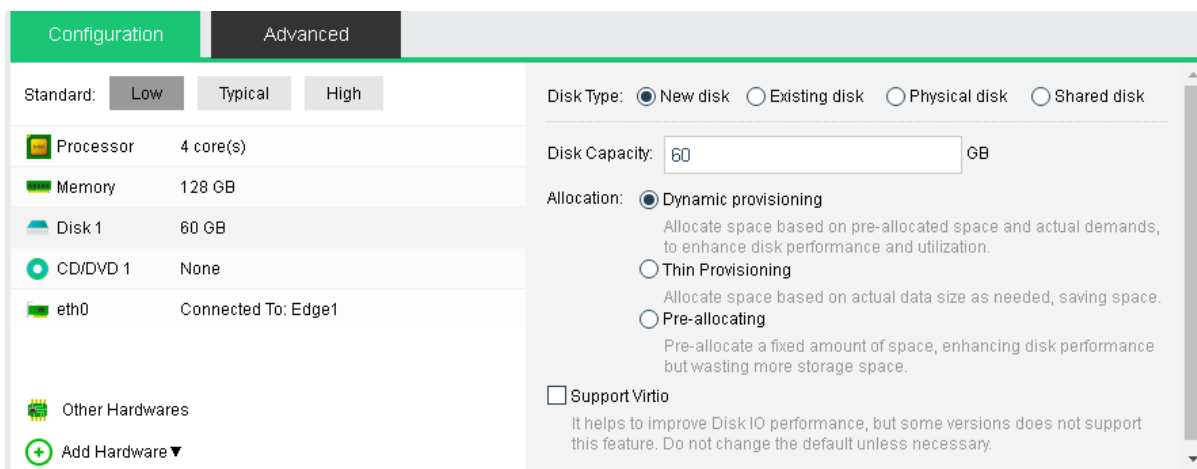 Configuration
Advanced
Standard:
Low
Typical
High
Processor 4 core(s)
Memory 128 GB
Disk 1 60 GB
CD/DVD 1 None
eth0 Connected To: Edge1
Other Hardwares
Add Hardware▼
Disk Type: New disk Existing disk Physical disk Shared disk
Disk Capacity: 60 GB
Allocation: Dynamic provisioning
Allocate space based on pre-allocated space and actual demands,
to enhance disk performance and utilization.
Thin Provisioning
Allocate space based on actual data size as needed, saving space.
Pre-allocating
Pre-allocate a fixed amount of space, enhancing disk performance
but wasting more storage space.
Support Virtio
It helps to improve Disk IO performance, but some versions does not support
this feature. Do not change the default unless necessary.